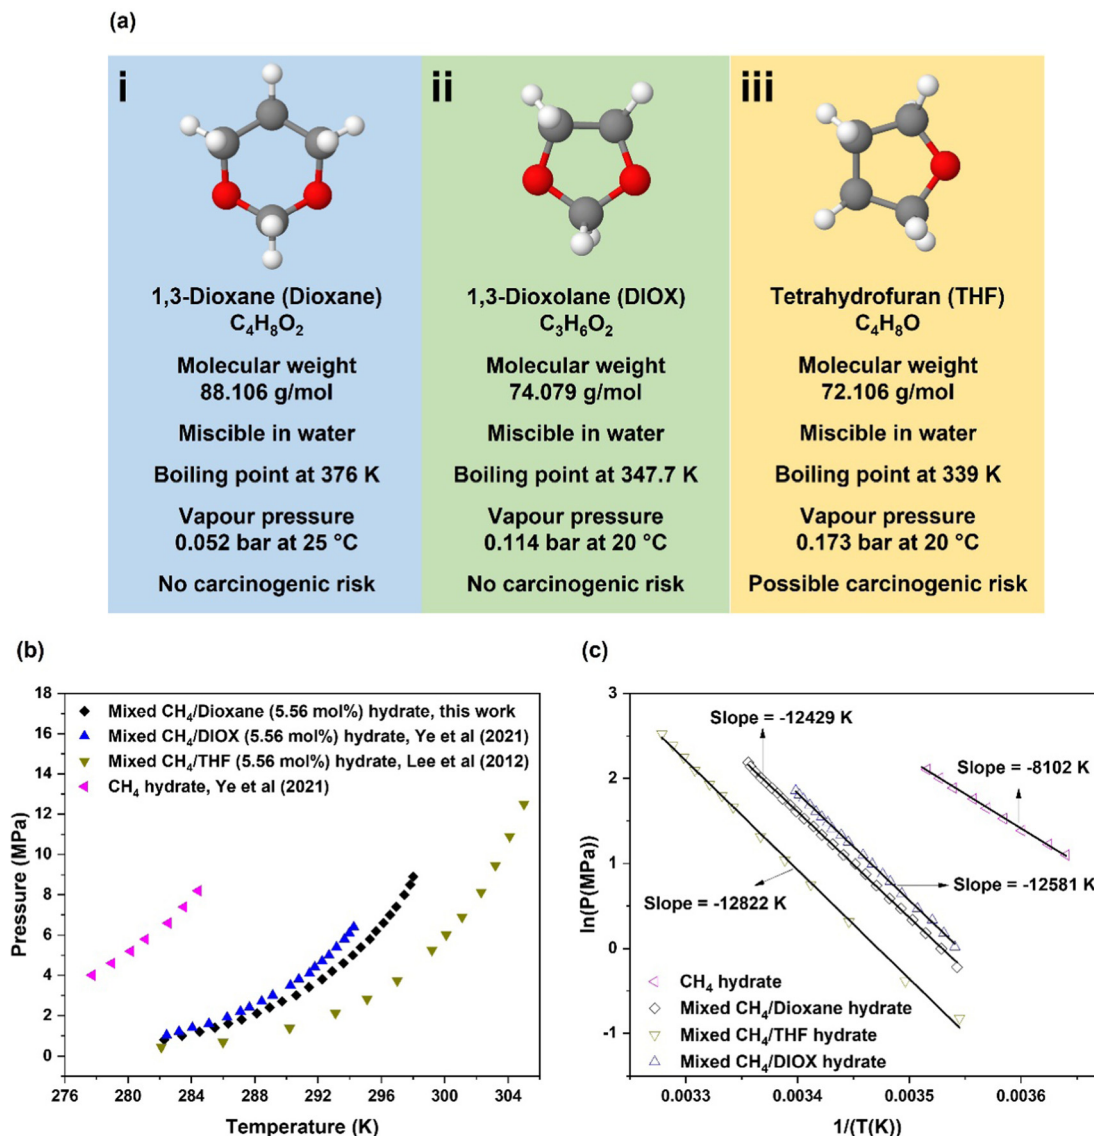 (a)
i
1,3-Dioxane (Dioxane)
C₄H₈O₂
Molecular weight
88.106 g/mol
Miscible in water
Boiling point at 376 K
Vapour pressure
0.052 bar at 25 °C
No carcinogenic risk
ii
1,3-Dioxolane (DIOX)
C₃H₆O₂
Molecular weight
74.079 g/mol
Miscible in water
Boiling point at 347.7 K
Vapour pressure
0.114 bar at 20 °C
No carcinogenic risk
iii
Tetrahydrofuran (THF)
C₄H₈O
Molecular weight
72.106 g/mol
Miscible in water
Boiling point at 339 K
Vapour pressure
0.173 bar at 20 °C
Possible carcinogenic risk
(b)
Pressure (MPa)
18
16
14
12
10
8
6
4
2
0
Mixed CH₄/Dioxane (5.56 mol%) hydrate, this work
Mixed CH₄/DIOX (5.56 mol%) hydrate, Ye et al (2021)
Mixed CH₄/THF (5.56 mol%) hydrate, Lee et al (2012)
CH₄ hydrate, Ye et al (2021)
276 280 284 288 292 296 300 304
Temperature (K)
(c)
ln(P(MPa))
3
2
1
0
-1
Slope = -12429 K
Slope = -8102 K
Slope = -12581 K
Slope = -12822 K
CH₄ hydrate
Mixed CH₄/Dioxane hydrate
Mixed CH₄/THF hydrate
Mixed CH₄/DIOX hydrate
0.0033 0.0034 0.0035 0.0036
1/(T(K))